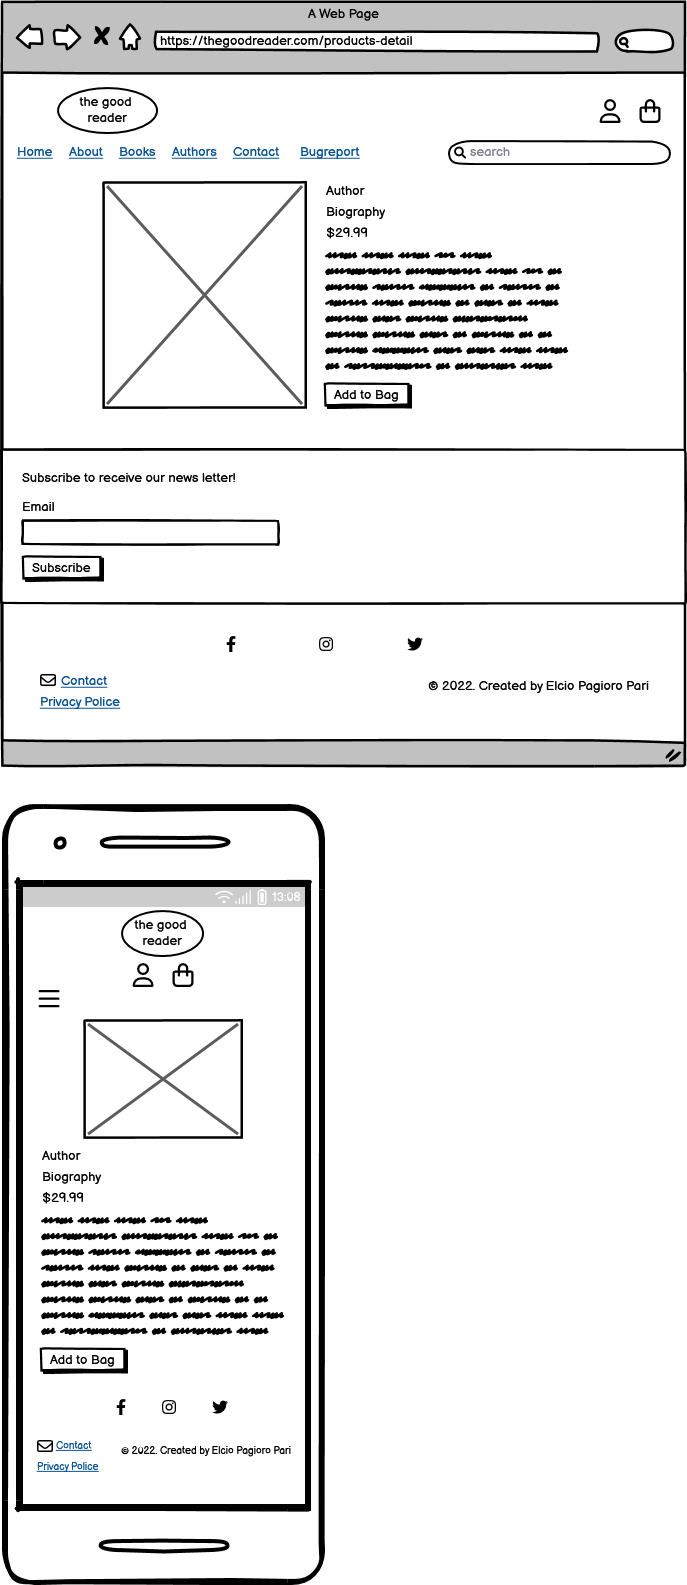 A Web Page
https://thegoodreader.com/products-detail
the good
reader
Home About Books Authors Contact Bugreport
search
Author
Biography
$29.99
Add to Bag
Subscribe to receive our news letter!
Email
Subscribe
Contact
© 2022. Created by Elcio Pagioro Pari
Privacy Police
13:08
the good
reader
Author
Biography
$29.99
Add to Bag
Contact
© 2022. Created by Elcio Pagioro Pari
Privacy Police